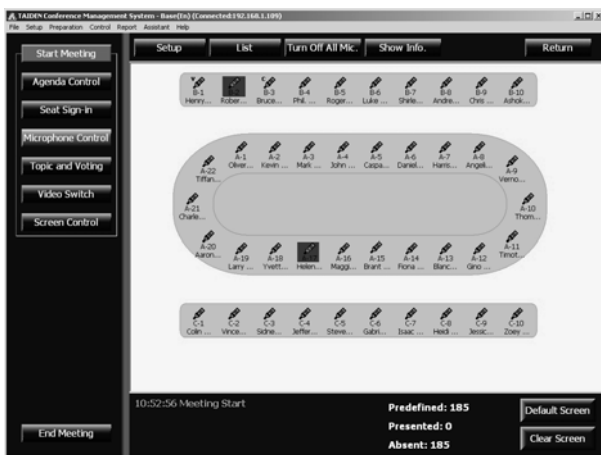 TAIDEN Conference Management System - Base(En) (Connected:192.168.1.109)
File Setup Preparation Control Report Assistant Help
Start Meeting
Setup List Turn Off All Mic. Show Info. Return
Agenda Control
Seat Sign-in
Microphone Control
Topic and Voting
Video Switch
Screen Control
V C
B-1 B-3 B-4 B-5 B-6 B-7 B-8 B-9 B-10
Henry... Rober... Bruce... Phil. ... Roger... Luke ... Shirle... Andre... Chris ... Ashok...
A-22 A-1 A-2 A-3 A-4 A-5 A-6 A-7 A-8 A-9
Tiffan... Oliver... Kevin ... Mark ... John ... Caspa... Daniel... Harris... Angeli... Verno...
A-21 A-10
Charle... Thom...
A-20 A-19 A-18 A-16 A-15 A-14 A-13 A-12 A-11
Aaron... Larry ... Yvett... Helen... Maggi... Brant ... Fiona ... Blanc... Gino ... Timot...
C-1 C-2 C-3 C-4 C-5 C-6 C-7 C-8 C-9 C-10
Colin ... Vince... Sidne... Jeffer... Steve... Gabri... Isaac ... Heidi ... Jessic... Zoey ...
10:52:56 Meeting Start
Predefined: 185
Presented: 0
Absent: 185
Default Screen
Clear Screen
End Meeting